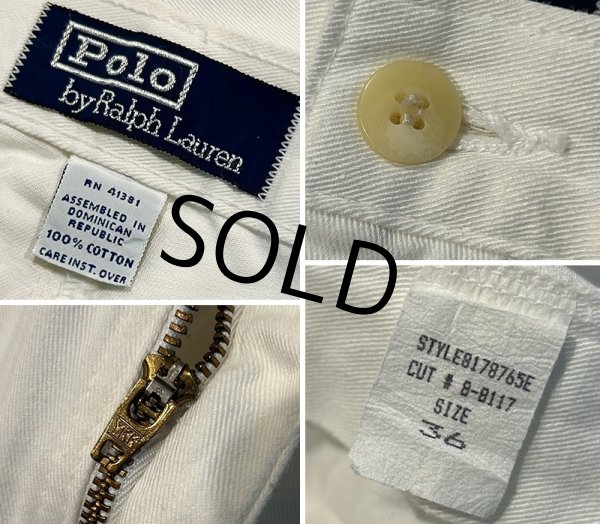 Polo
by Ralph Lauren
RN 41381
ASSEMBLED IN
DOMINICAN
REPUBLIC
100% COTTON
CARE INST. OVER
SOLD
YKK
STYLE8178765E
CUT # 8-8117
SIZE
36